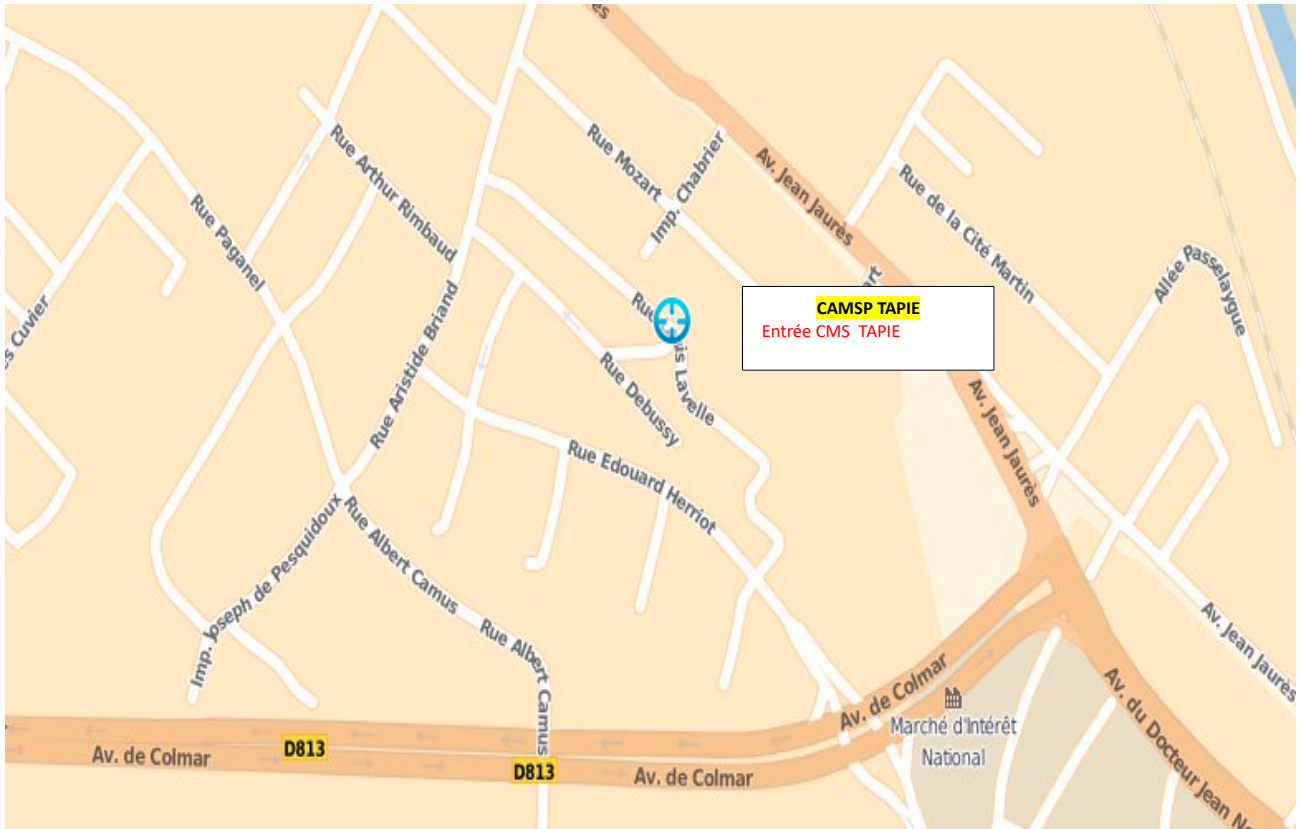 Rue Mozart
Imp. Chabrier
Av. Jean Jaurès
Rue Arthur Rimbaud
Rue de la Cité Martin
Rue Paganel
Allée Passelaygue
Cuvier
Rue Aristide Briand
Rue
Lavelle
CAMSP TAPIE
Entrée CMS TAPIE
Rue Debussy
Av. Jean Jaurès
Rue Edouard Herriot
Imp. Joseph de Pesquidoux
Rue Albert Camus
Rue Albert Camus
Av. Jean Jaurès
Av. de Colmar
Marché d'Intérêt
National
Av. du Docteur Jean
Av. de Colmar
D813
D813
Av. de Colmar